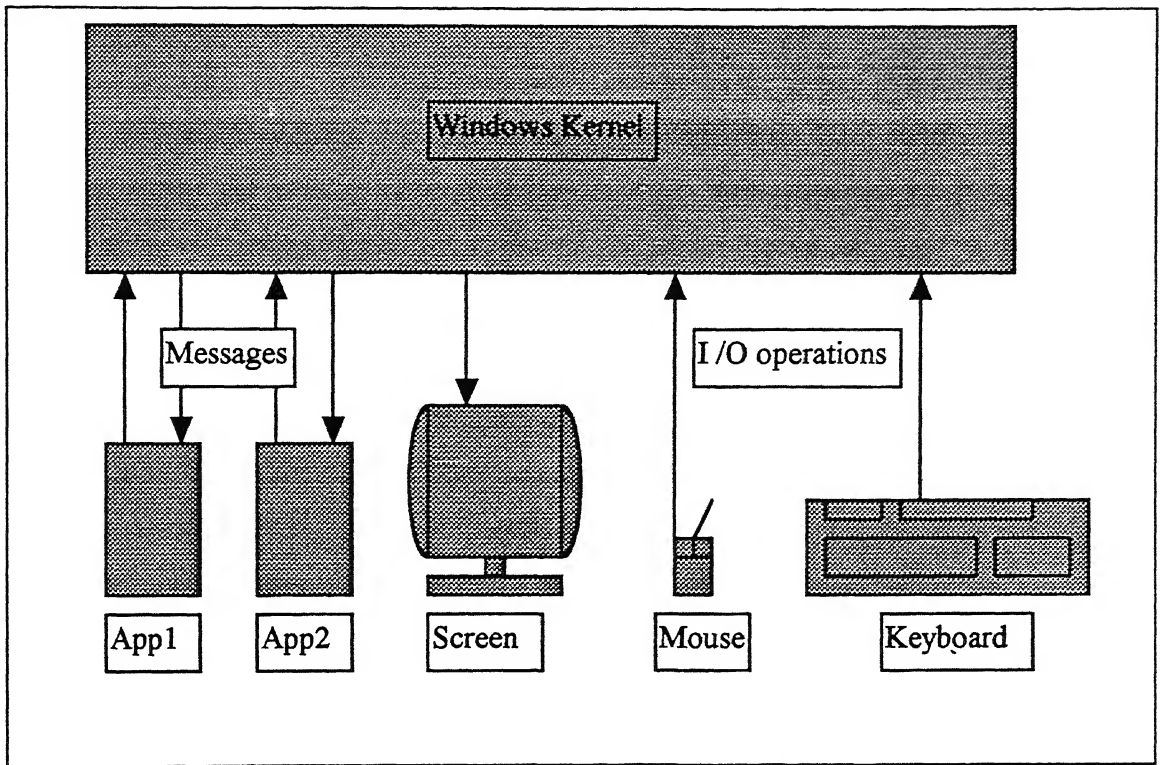 Windows Kernel
Messages
I /O operations
App1
App2
Screen
Mouse
Keyboard